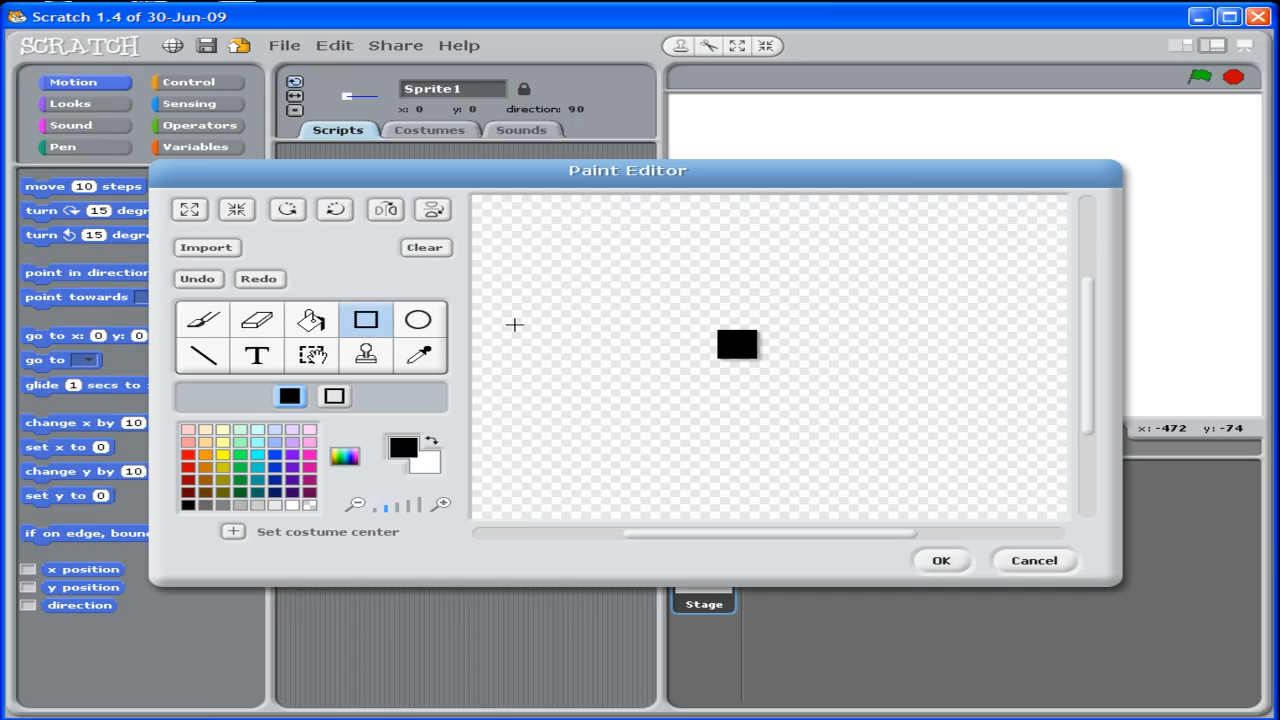 Scratch 1.4 of 30-Jun-09
SCRATCH File Edit Share Help
Motion Control
Looks Sensing
Sound Operators
Pen Variables
Sprite1
x: 0 y: 0 direction: 90
Scripts Costumes Sounds
Paint Editor
move 10 steps
turn 15 degr
turn 15 degre
point in direction
point towards
go to x: 0 y: 0
go to
glide 1 secs to
change x by 10
set x to 0
change y by 10
set y to 0
if on edge, boun
x position
y position
direction
Import Clear
Undo Redo
T
Set costume center
OK Cancel
x: -472 y: -74
Stage